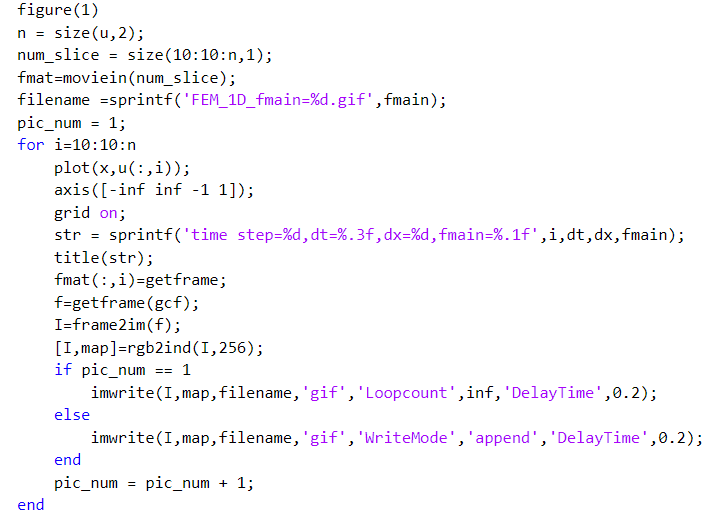 figure(1)
n = size(u,2);
num_slice = size(10:10:n,1);
fmat=moviein(num_slice);
filename =sprintf('FEM_1D_fmain=%d.gif',fmain);
pic_num = 1;
for i=10:10:n
    plot(x,u(:,i));
    axis([-inf inf -1 1]);
    grid on;
    str = sprintf('time step=%d,dt=%.3f,dx=%d,fmain=%.1f',i,dt,dx,fmain);
    title(str);
    fmat(:,i)=getframe;
    f=getframe(gcf);
    I=frame2im(f);
    [I,map]=rgb2ind(I,256);
    if pic_num == 1
        imwrite(I,map,filename,'gif','Loopcount',inf,'DelayTime',0.2);
    else
        imwrite(I,map,filename,'gif','WriteMode','append','DelayTime',0.2);
    end
    pic_num = pic_num + 1;
end